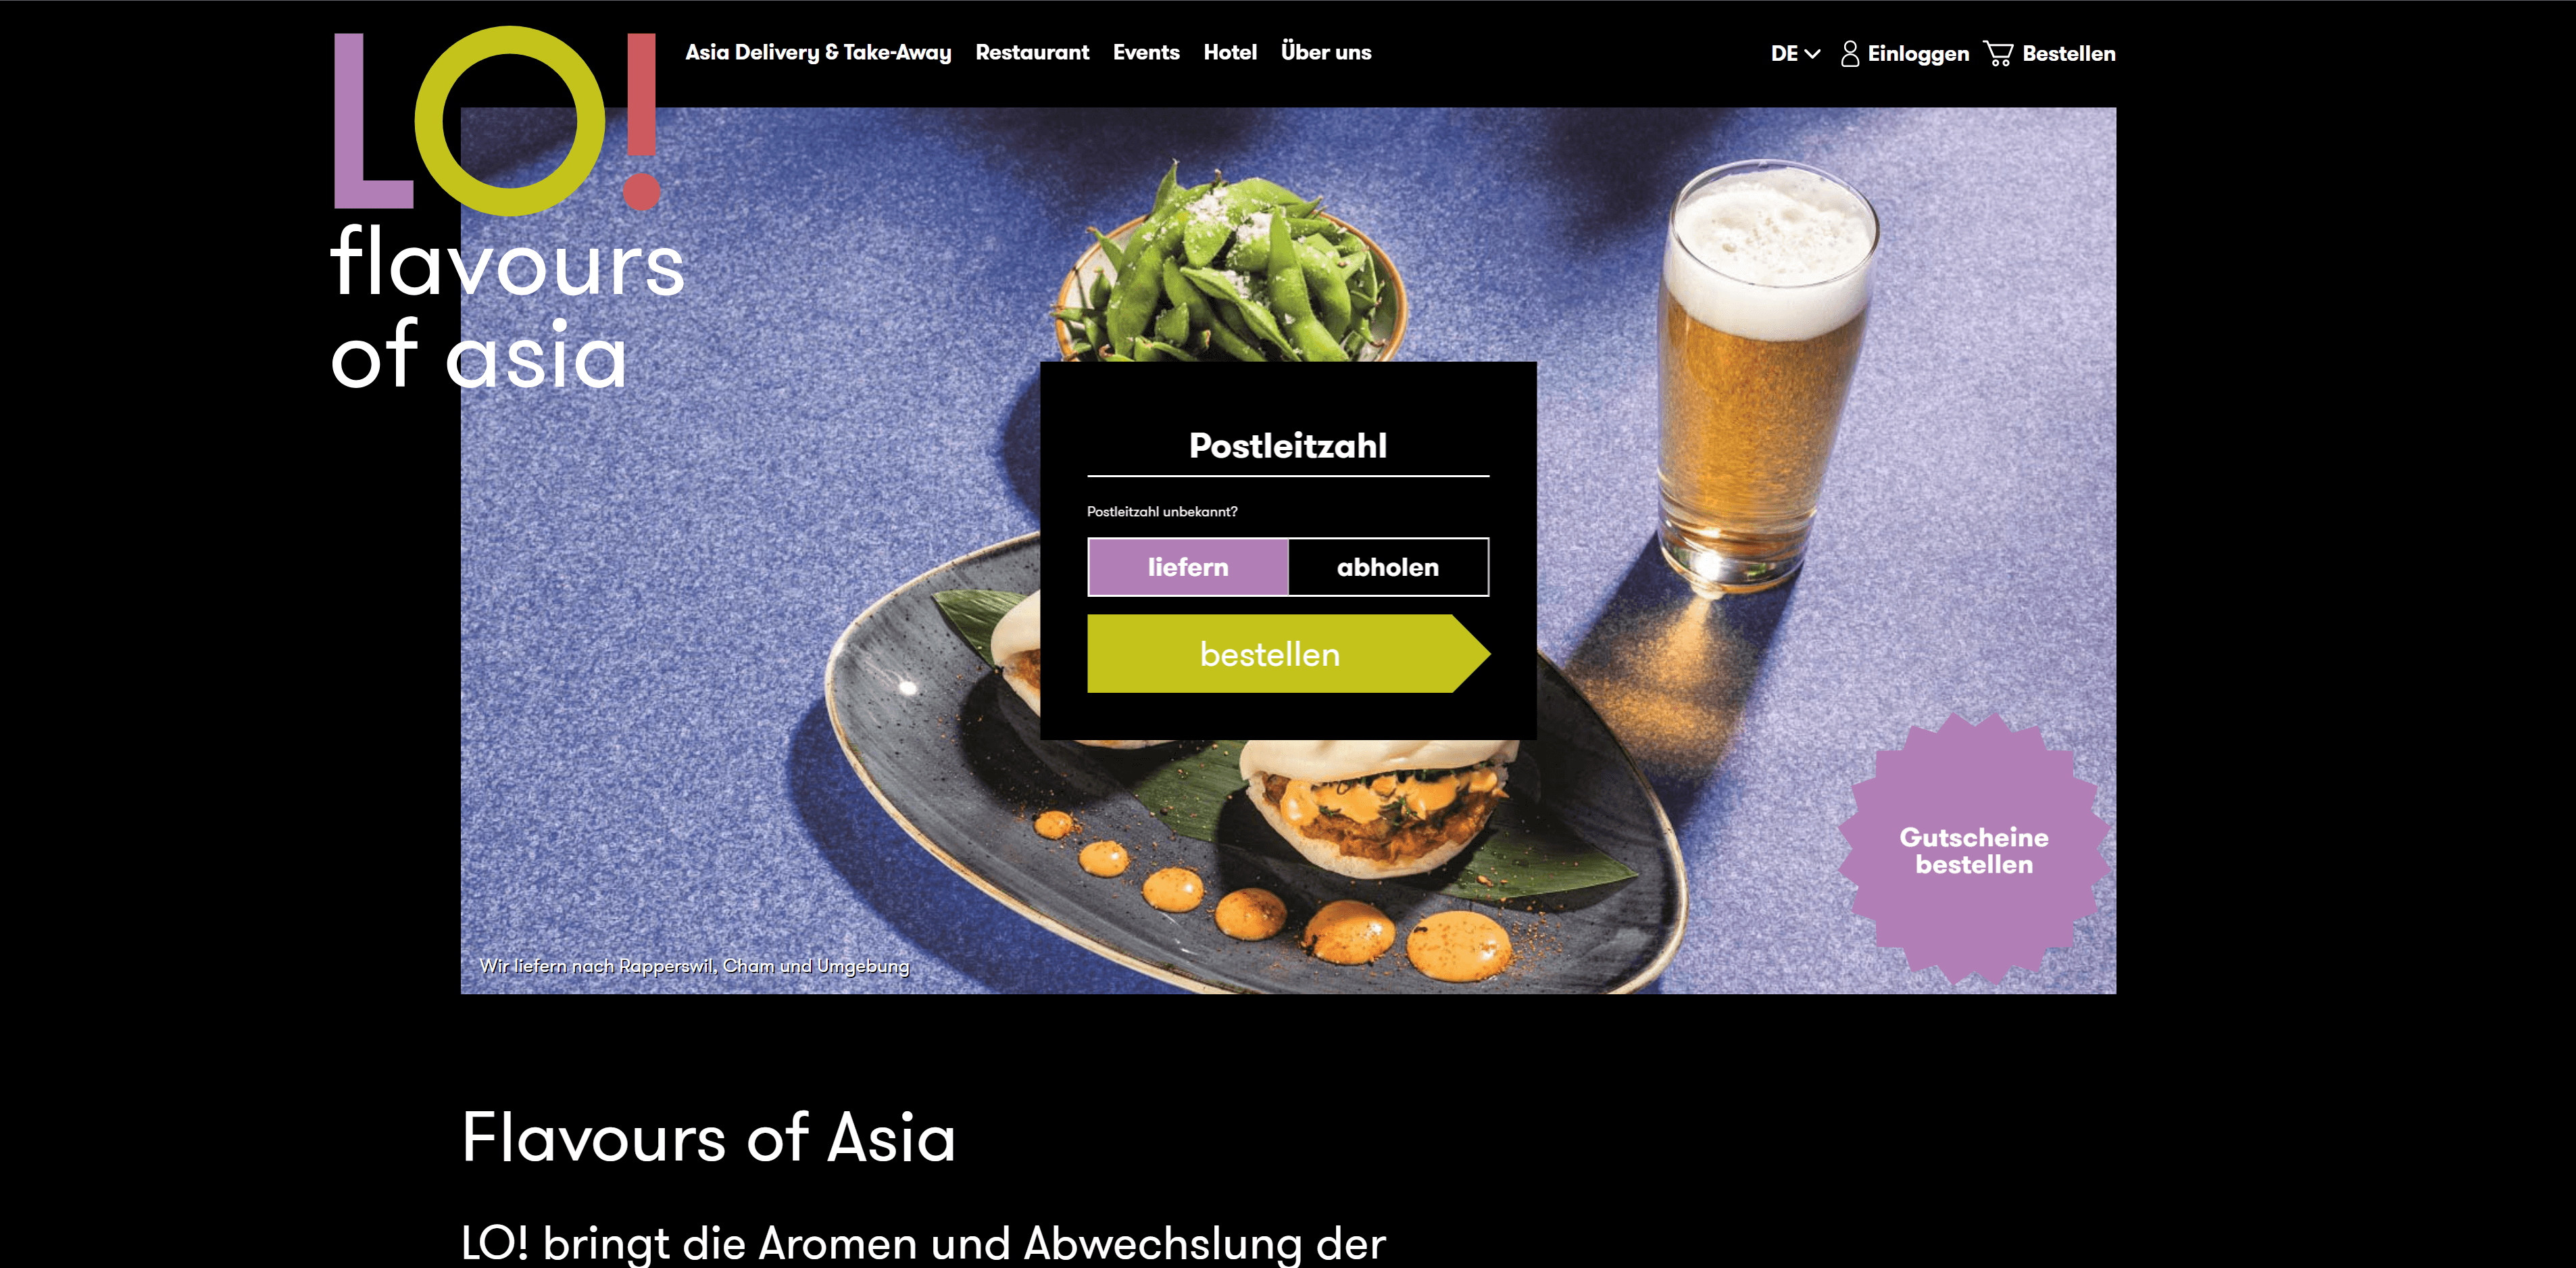 LO!
flavours
of asia
Asia Delivery & Take-Away Restaurant Events Hotel Über uns
DE Einloggen Bestellen
Postleitzahl
Postleitzahl unbekannt?
liefern abholen
bestellen
Gutscheine
bestellen
Wir liefern nach Rapperswil, Cham und Umgebung
Flavours of Asia
LO! bringt die Aromen und Abwechslung der